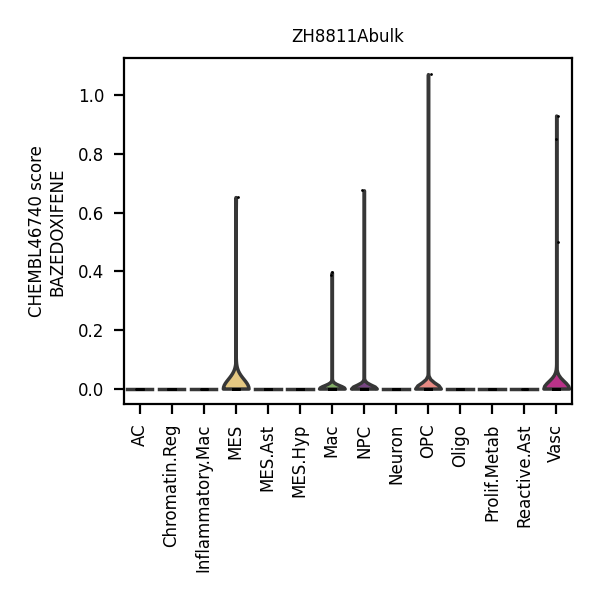 ZH8811Abulk
CHEMBL46740 score
BAZEDOXIFENE
1.0
0.8
0.6
0.4
0.2
0.0
AC
Chromatin.Reg
Inflammatory.Mac
MES
MES.Ast
MES.Hyp
Mac
NPC
Neuron
OPC
Oligo
Prolif.Metab
Reactive.Ast
Vasc